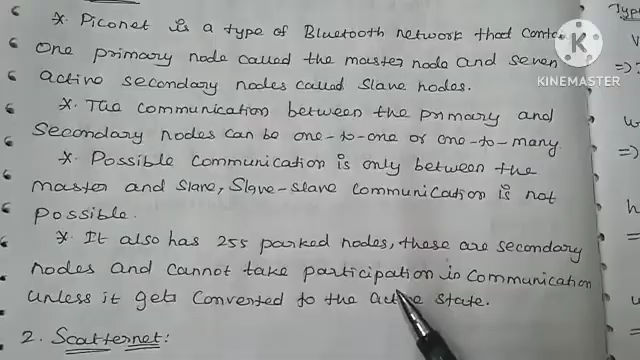 * Piconet is a type of Bluetooth network that
one primary node called the master node and seven
active secondary nodes called slave nodes.
* The communication between the primary and
secondary nodes can be one-to-one or one-to-many
* Possible communication is only between the
master and slave, slave-slave communication is not
possible.
* It also has 255 parked nodes, these are secondary
nodes and cannot take participation in communication
unless it gets converted to the active state.
2. Scatternet:
KINEMASTER